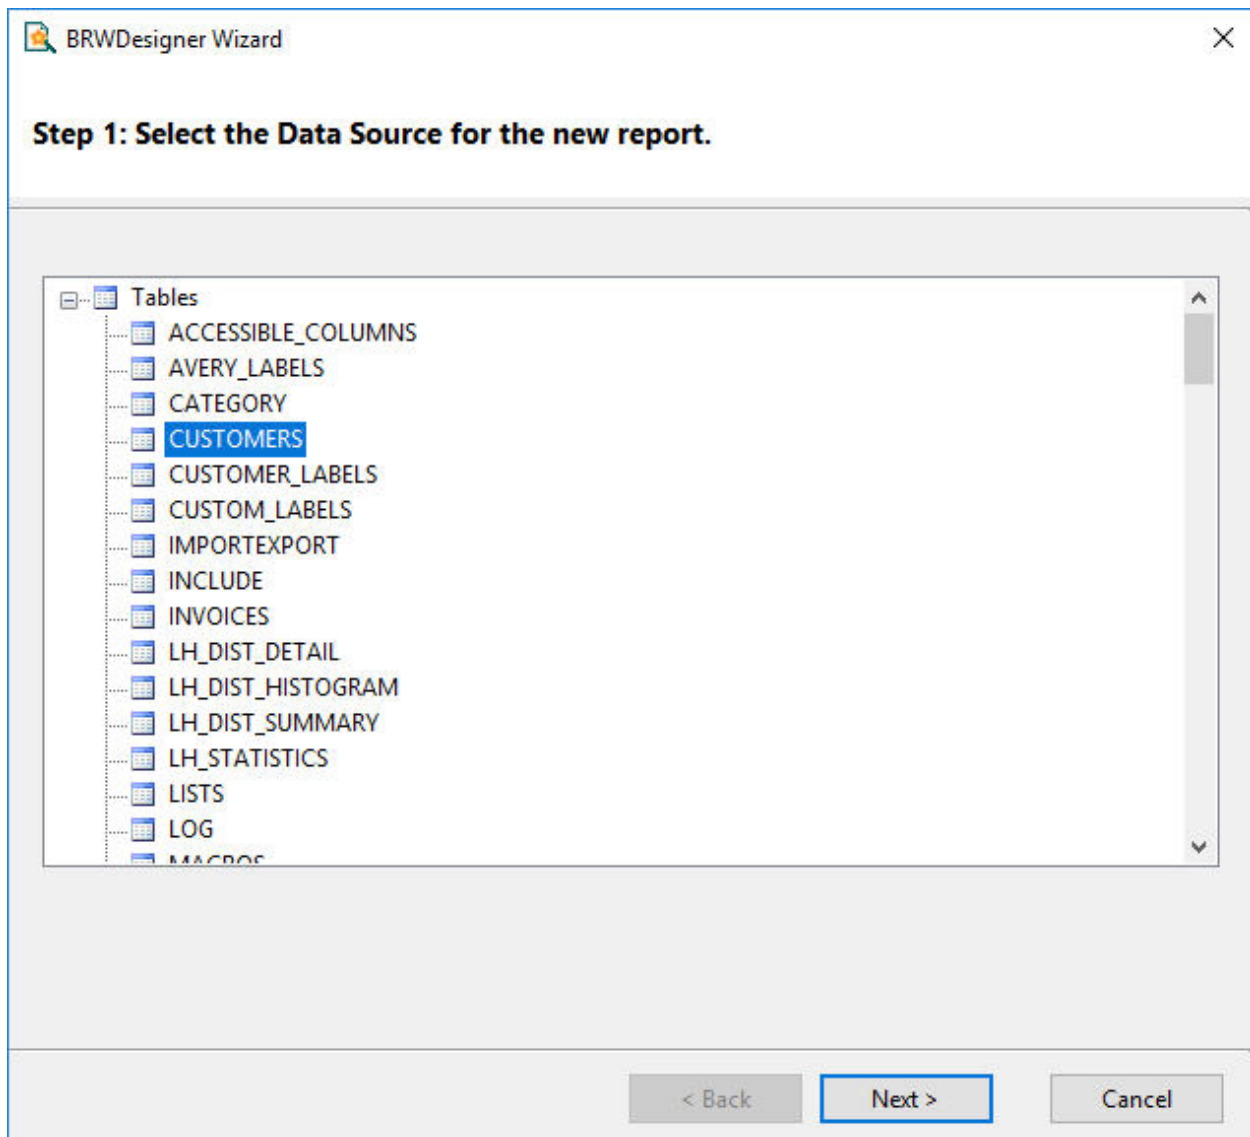 BRWDesigner Wizard
Step 1: Select the Data Source for the new report.
Tables
ACCESSIBLE_COLUMNS
AVERY_LABELS
CATEGORY
CUSTOMERS
CUSTOMER_LABELS
CUSTOM_LABELS
IMPORTEXPORT
INCLUDE
INVOICES
LH_DIST_DETAIL
LH_DIST_HISTOGRAM
LH_DIST_SUMMARY
LH_STATISTICS
LISTS
LOG
MACROS
< Back Next > Cancel